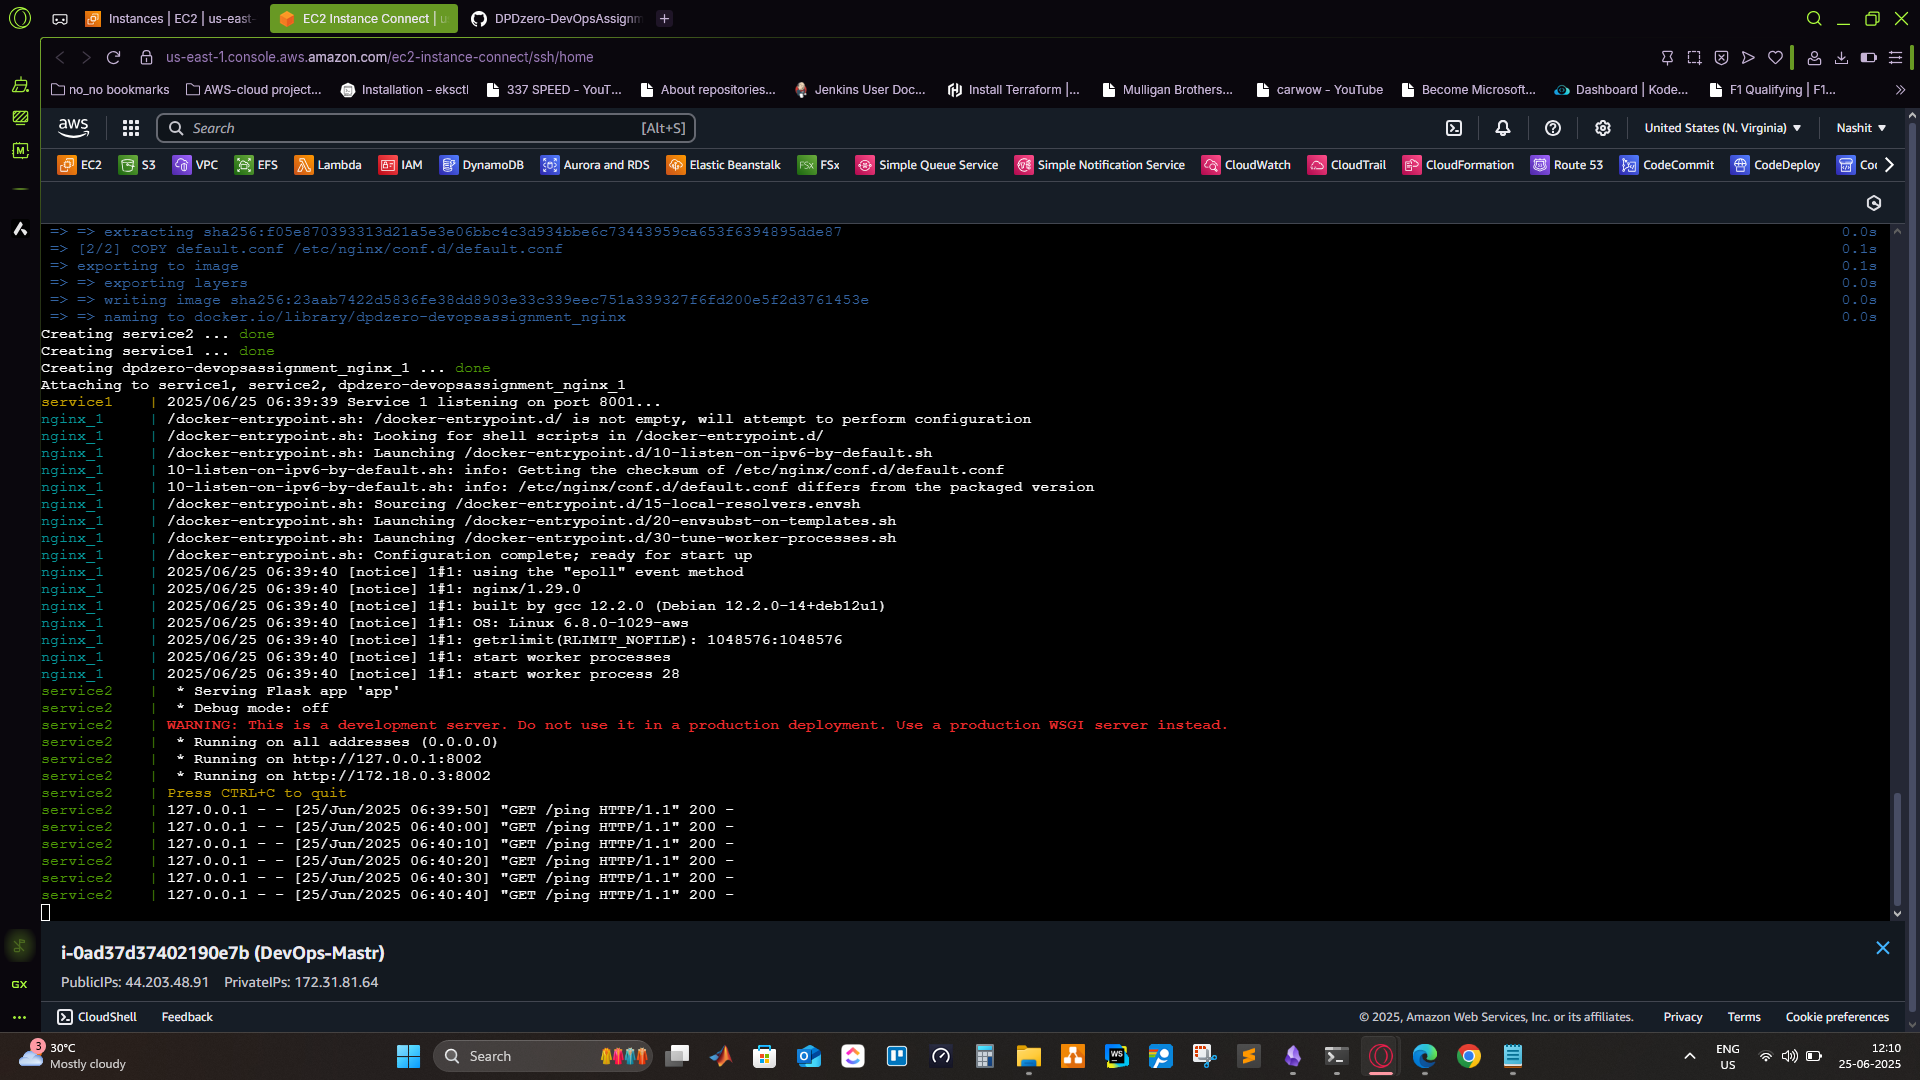 Instances | EC2 | us-east-
EC2 Instance Connect | u
DPDzero-DevOpsAssignm
us-east-1.console.aws.amazon.com/ec2-instance-connect/ssh/home
no_no bookmarks
AWS-cloud project...
Installation - eksctl
337 SPEED - YouT...
About repositories...
Jenkins User Doc...
Install Terraform |...
Mulligan Brothers...
carwow - YouTube
Become Microsoft...
Dashboard | Kode...
F1 Qualifying | F1...
aws
Search
[Alt+S]
United States (N. Virginia)
Nashit
EC2
S3
VPC
EFS
Lambda
IAM
DynamoDB
Aurora and RDS
Elastic Beanstalk
FSx
Simple Queue Service
Simple Notification Service
CloudWatch
CloudTrail
CloudFormation
Route 53
CodeCommit
CodeDeploy
=> => extracting sha256:f05e870393313d21a5e3e06bbc4c3d934bbe6c73443959ca653f6394895dde87 0.0s
=> [2/2] COPY default.conf /etc/nginx/conf.d/default.conf 0.1s
=> exporting to image 0.1s
=> => exporting layers 0.0s
=> => writing image sha256:23aab7422d5836fe38dd8903e33c339eec751a339327f6fd200e5f2d3761453e 0.0s
=> => naming to docker.io/library/dpdzero-devopsassignment_nginx 0.0s
Creating service2 ... done
Creating service1 ... done
Creating dpdzero-devopsassignment_nginx_1 ... done
Attaching to service1, service2, dpdzero-devopsassignment_nginx_1
service1 | 2025/06/25 06:39:39 Service 1 listening on port 8001...
nginx_1 | /docker-entrypoint.sh: /docker-entrypoint.d/ is not empty, will attempt to perform configuration
nginx_1 | /docker-entrypoint.sh: Looking for shell scripts in /docker-entrypoint.d/
nginx_1 | /docker-entrypoint.sh: Launching /docker-entrypoint.d/10-listen-on-ipv6-by-default.sh
nginx_1 | 10-listen-on-ipv6-by-default.sh: info: Getting the checksum of /etc/nginx/conf.d/default.conf
nginx_1 | 10-listen-on-ipv6-by-default.sh: info: /etc/nginx/conf.d/default.conf differs from the packaged version
nginx_1 | /docker-entrypoint.sh: Sourcing /docker-entrypoint.d/15-local-resolvers.envsh
nginx_1 | /docker-entrypoint.sh: Launching /docker-entrypoint.d/20-envsubst-on-templates.sh
nginx_1 | /docker-entrypoint.sh: Launching /docker-entrypoint.d/30-tune-worker-processes.sh
nginx_1 | /docker-entrypoint.sh: Configuration complete; ready for start up
nginx_1 | 2025/06/25 06:39:40 [notice] 1#1: using the "epoll" event method
nginx_1 | 2025/06/25 06:39:40 [notice] 1#1: nginx/1.29.0
nginx_1 | 2025/06/25 06:39:40 [notice] 1#1: built by gcc 12.2.0 (Debian 12.2.0-14+deb12u1)
nginx_1 | 2025/06/25 06:39:40 [notice] 1#1: OS: Linux 6.8.0-1029-aws
nginx_1 | 2025/06/25 06:39:40 [notice] 1#1: getrlimit(RLIMIT_NOFILE): 1048576:1048576
nginx_1 | 2025/06/25 06:39:40 [notice] 1#1: start worker processes
nginx_1 | 2025/06/25 06:39:40 [notice] 1#1: start worker process 28
service2 | * Serving Flask app 'app'
service2 | * Debug mode: off
service2 | WARNING: This is a development server. Do not use it in a production deployment. Use a production WSGI server instead.
service2 | * Running on all addresses (0.0.0.0)
service2 | * Running on http://127.0.0.1:8002
service2 | * Running on http://172.18.0.3:8002
service2 | Press CTRL+C to quit
service2 | 127.0.0.1 - - [25/Jun/2025 06:39:50] "GET /ping HTTP/1.1" 200 -
service2 | 127.0.0.1 - - [25/Jun/2025 06:40:00] "GET /ping HTTP/1.1" 200 -
service2 | 127.0.0.1 - - [25/Jun/2025 06:40:10] "GET /ping HTTP/1.1" 200 -
service2 | 127.0.0.1 - - [25/Jun/2025 06:40:20] "GET /ping HTTP/1.1" 200 -
service2 | 127.0.0.1 - - [25/Jun/2025 06:40:30] "GET /ping HTTP/1.1" 200 -
service2 | 127.0.0.1 - - [25/Jun/2025 06:40:40] "GET /ping HTTP/1.1" 200 -
i-0ad37d37402190e7b (DevOps-Mastr)
PublicIPs: 44.203.48.91 PrivateIPs: 172.31.81.64
GX
CloudShell
Feedback
© 2025, Amazon Web Services, Inc. or its affiliates.
Privacy
Terms
Cookie preferences
3
30°C
Mostly cloudy
Search
ENG
US
12:10
25-06-2025